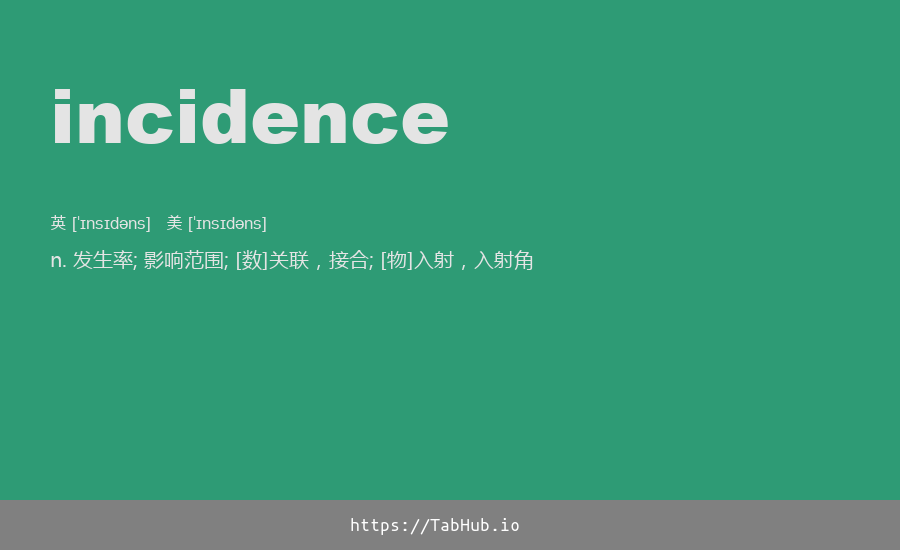 incidence
英 [ˈɪnsɪdəns] 美 [ˈɪnsɪdəns]
n. 发生率; 影响范围; [数]关联，接合; [物]入射，入射角
https://TabHub.io